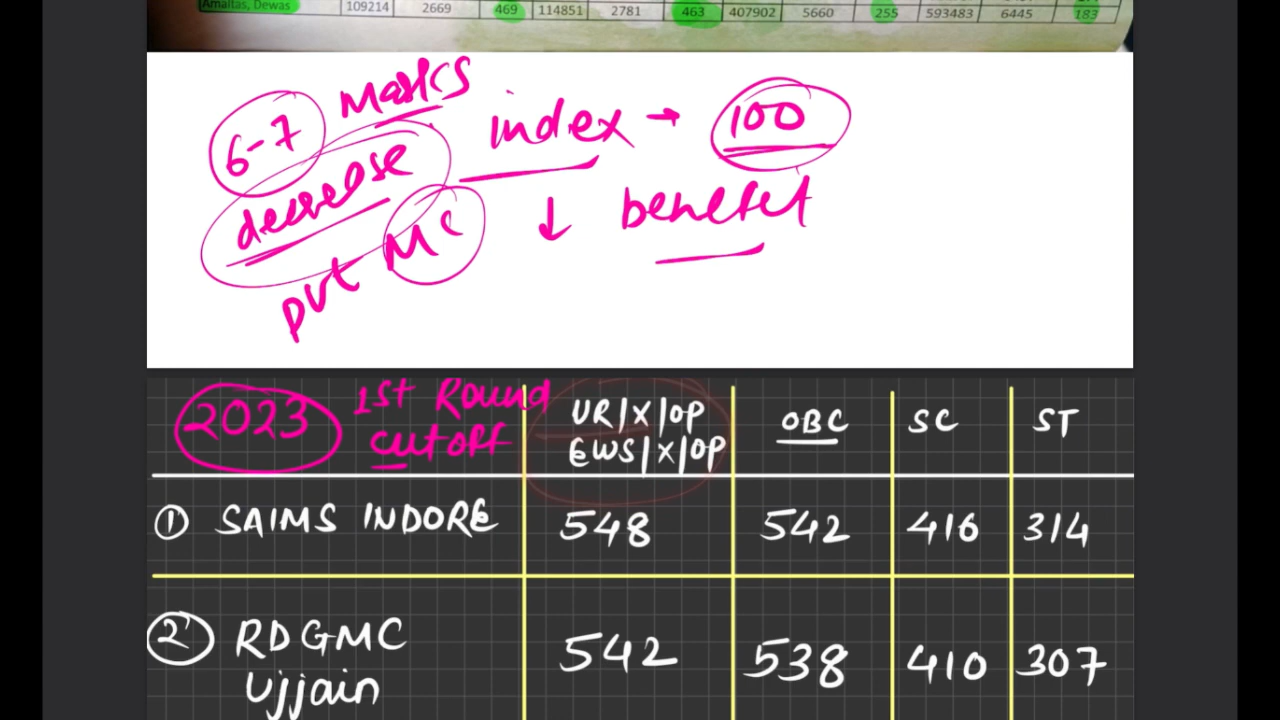 Amaltas, Dewas 109214 2669 469 114851 2781 463 407902 5660 255 593483 6445 183
6-7 marks
decrease
pvt MC
index → 100
↓ benefit
2023 1st Round cutoff UR/X/OP EWS/X/OP OBC SC ST
① SAIMS INDORE 548 542 416 314
② RDGMC Ujjain 542 538 410 307